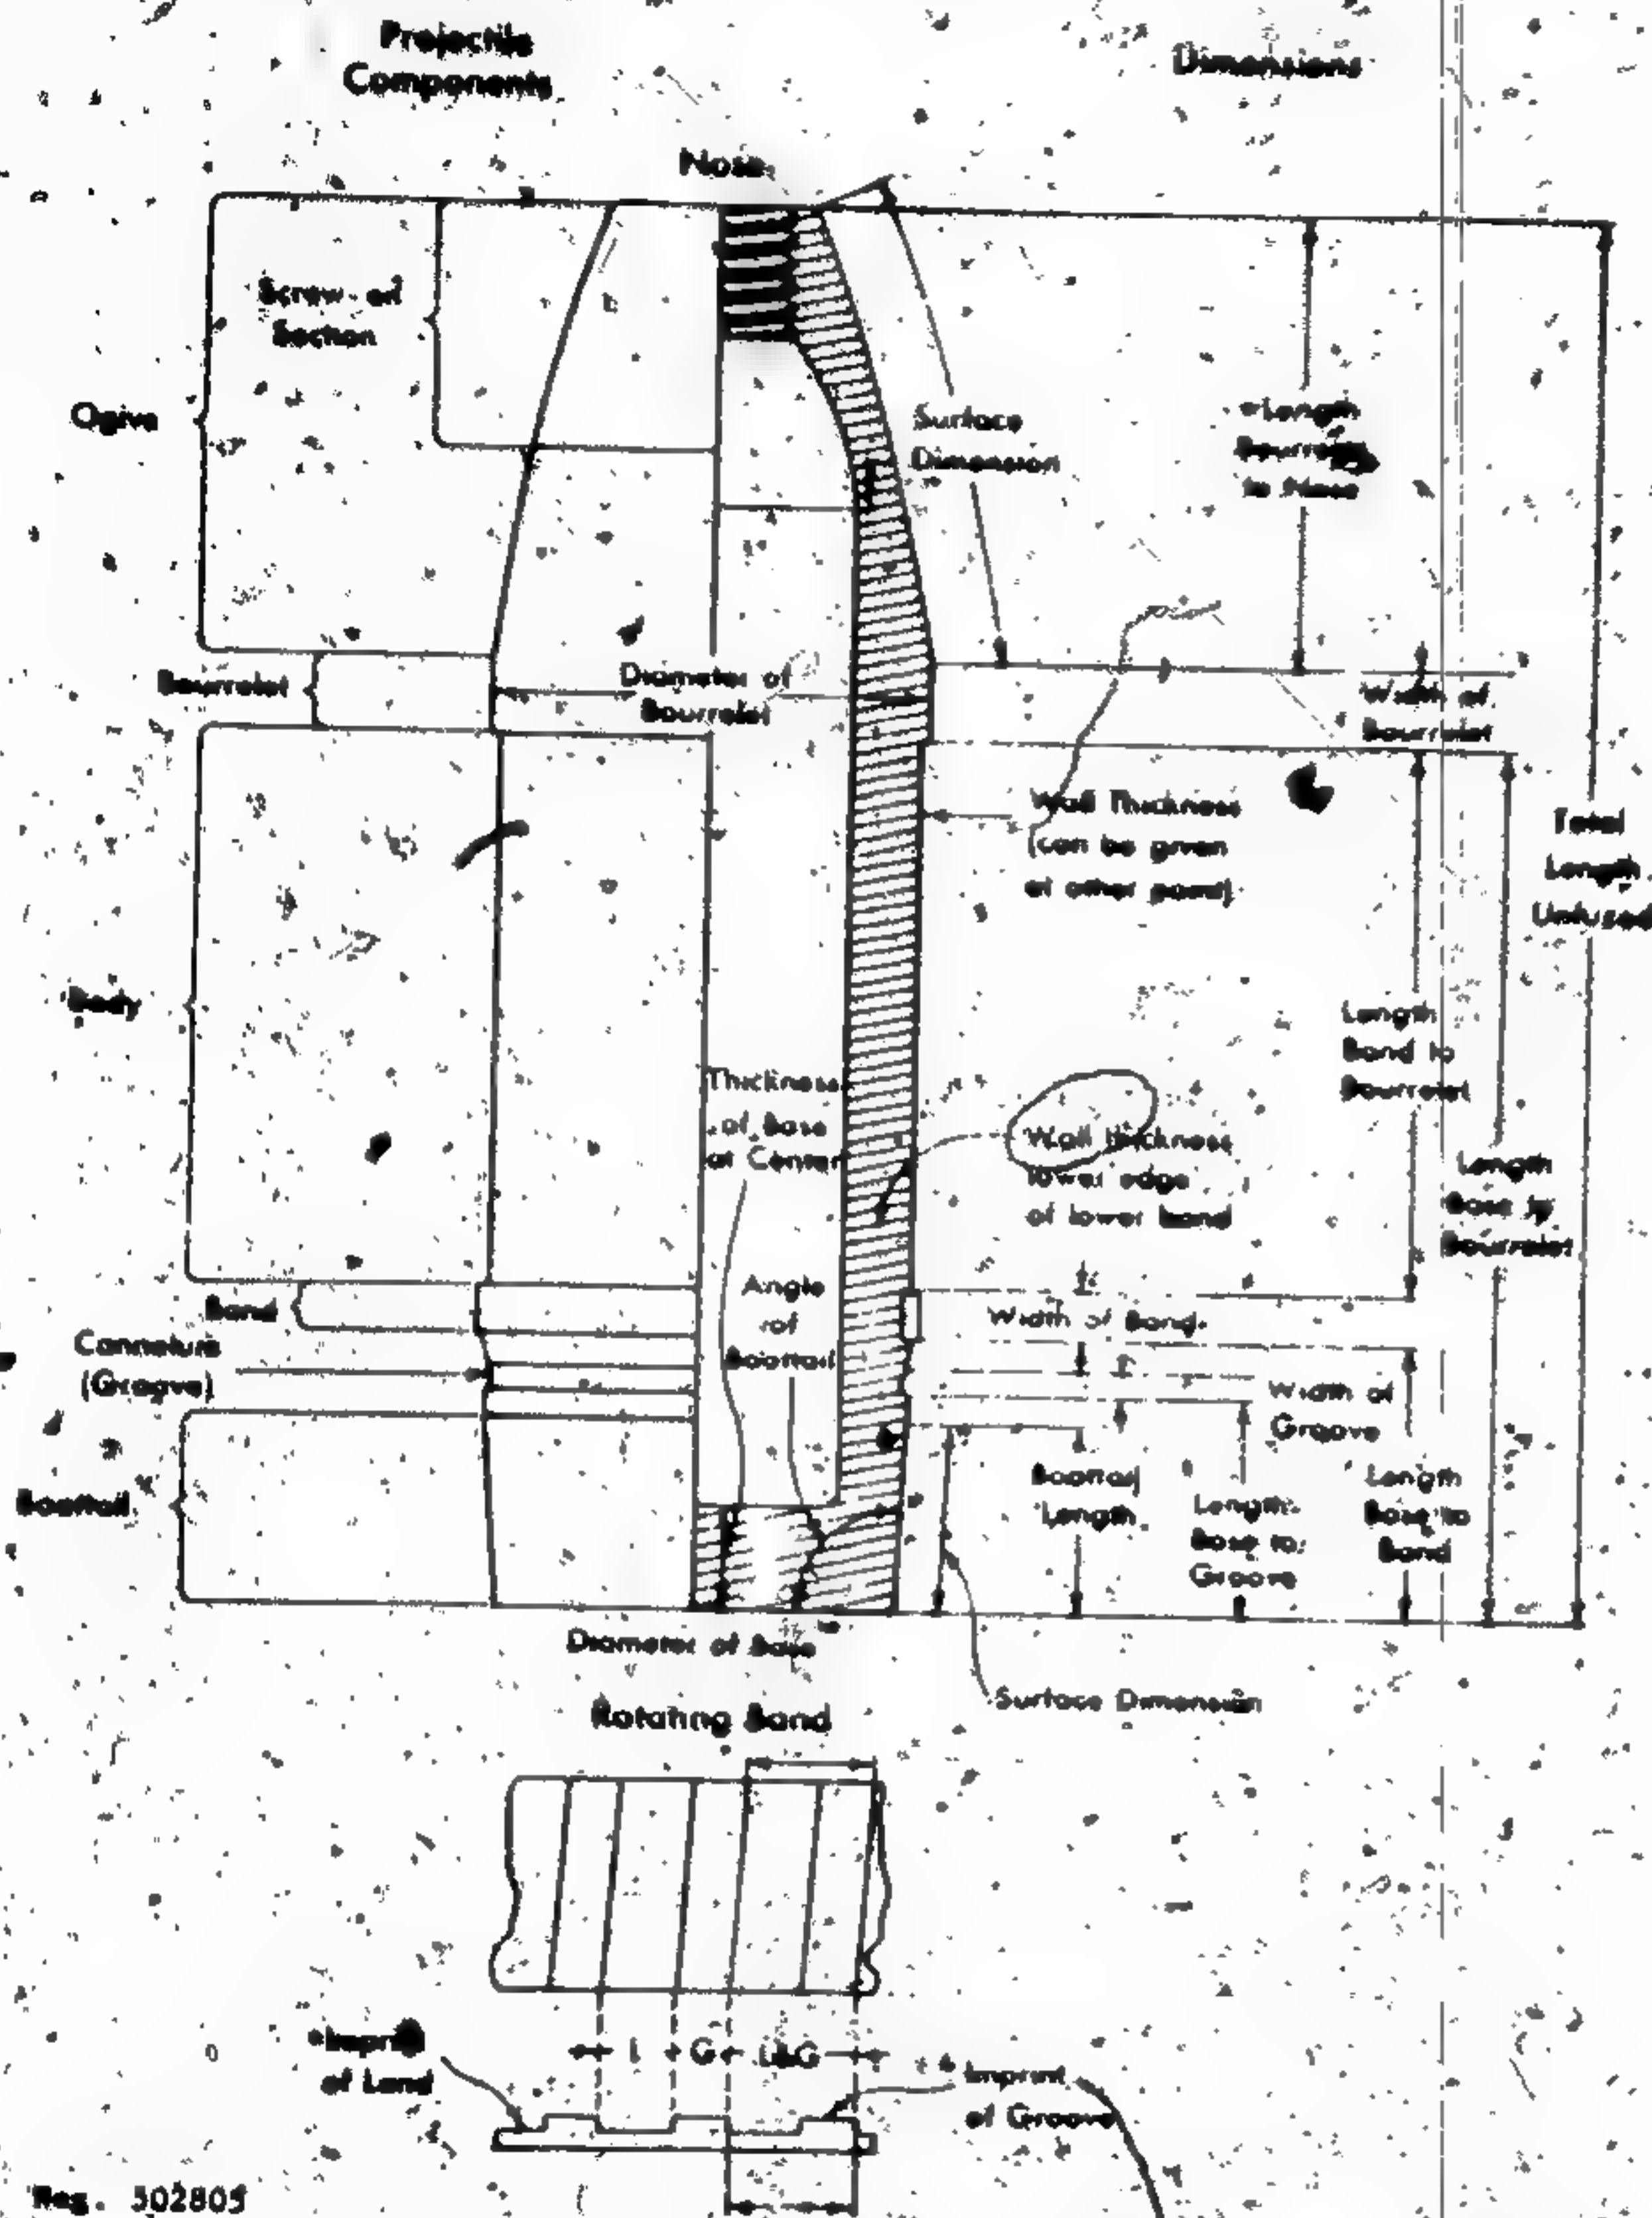 Projectile
Components
Dimensions
Nose
Screw-on
Section
Ogive
Surface
Dimension
Length
Bourrelet
to Nose
Bourrelet
Diameter of
Bourrelet
Width of
Bourrelet
Wall Thickness
(can be given
at other point)
Total
Length
Unfuzed
Body
Length
Band to
Bourrelet
Thickness
of Base
at Center
Wall thickness
lower edge
of lower band
Length
Base to
Bourrelet
Angle
of
Boattail
Band
Width of Band
Cannelure
(Groove)
Width of
Groove
Boattail
Boattail
Length
Length
Base to
Groove
Length
Base to
Band
Diameter of Base
Surface Dimension
Rotating Band
L G L&G
Imprint
of Land
Imprint
of Groove
Neg. 502805